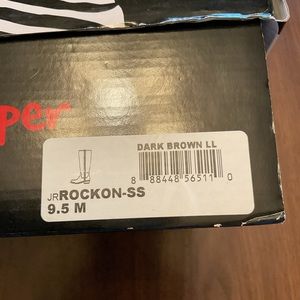 per
DARK BROWN LL
8 88448 56511 0
JRROCKON-SS
9.5 M